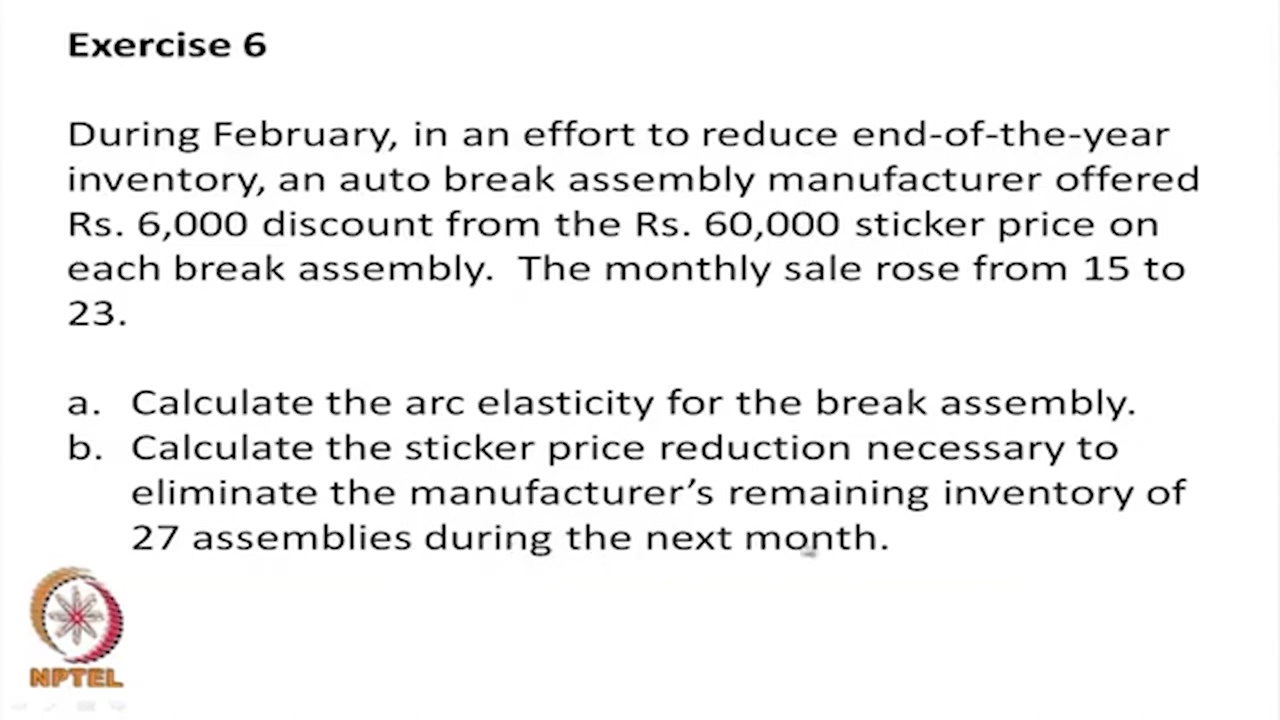 Exercise 6
During February, in an effort to reduce end-of-the-year
inventory, an auto break assembly manufacturer offered
Rs. 6,000 discount from the Rs. 60,000 sticker price on
each break assembly. The monthly sale rose from 15 to
23.
a. Calculate the arc elasticity for the break assembly.
b. Calculate the sticker price reduction necessary to
eliminate the manufacturer’s remaining inventory of
27 assemblies during the next month.
NPTEL